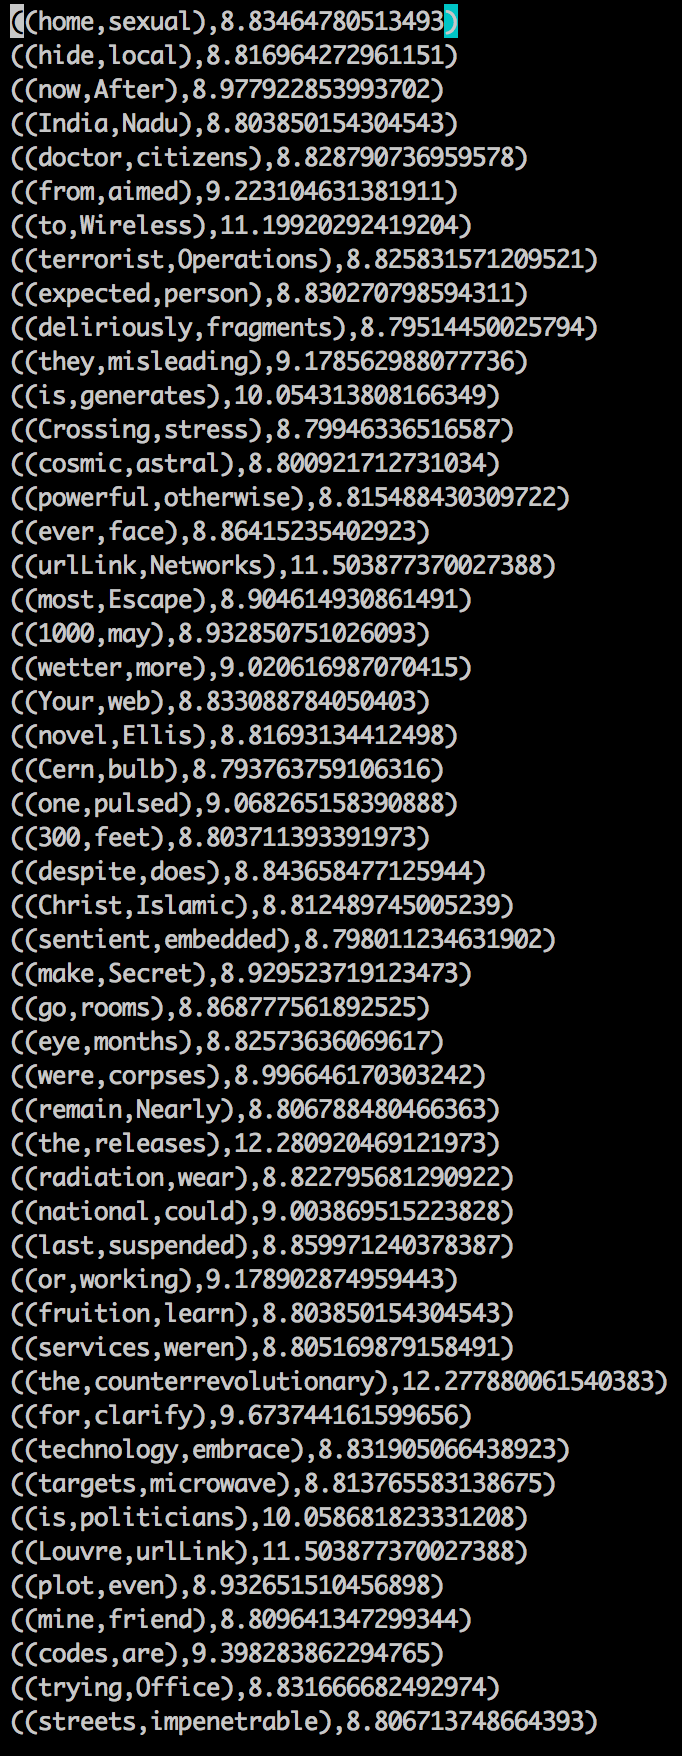 ((home,sexual),8.83464780513493)
((hide,local),8.816964272961151)
((now,After),8.977922853993702)
((India,Nadu),8.803850154304543)
((doctor,citizens),8.828790736959578)
((from,aimed),9.223104631381911)
((to,Wireless),11.19920292419204)
((terrorist,Operations),8.825831571209521)
((expected,person),8.830270798594311)
((deliriously,fragments),8.79514450025794)
((they,misleading),9.178562988077736)
((is,generates),10.054313808166349)
((Crossing,stress),8.79946336516587)
((cosmic,astral),8.800921712731034)
((powerful,otherwise),8.815488430309722)
((ever,face),8.86415235402923)
((urlLink,Networks),11.503877370027388)
((most,Escape),8.904614930861491)
((1000,may),8.932850751026093)
((wetter,more),9.020616987070415)
((Your,web),8.833088784050403)
((novel,Ellis),8.81693134412498)
((Cern,bulb),8.793763759106316)
((one,pulsed),9.068265158390888)
((300,feet),8.803711393391973)
((despite,does),8.843658477125944)
((Christ,Islamic),8.812489745005239)
((sentient,embedded),8.798011234631902)
((make,Secret),8.929523719123473)
((go,rooms),8.868777561892525)
((eye,months),8.82573636069617)
((were,corpses),8.996646170303242)
((remain,Nearly),8.806788480466363)
((the,releases),12.280920469121973)
((radiation,wear),8.822795681290922)
((national,could),9.003869515223828)
((last,suspended),8.859971240378387)
((or,working),9.178902874959443)
((fruition,learn),8.803850154304543)
((services,weren),8.805169879158491)
((the,counterrevolutionary),12.277880061540383)
((for,clarify),9.673744161599656)
((technology,embrace),8.831905066438923)
((targets,microwave),8.813765583138675)
((is,politicians),10.058681823331208)
((Louvre,urlLink),11.503877370027388)
((plot,even),8.932651510456898)
((mine,friend),8.809641347299344)
((codes,are),9.398283862294765)
((trying,Office),8.831666682492974)
((streets,impenetrable),8.806713748664393)